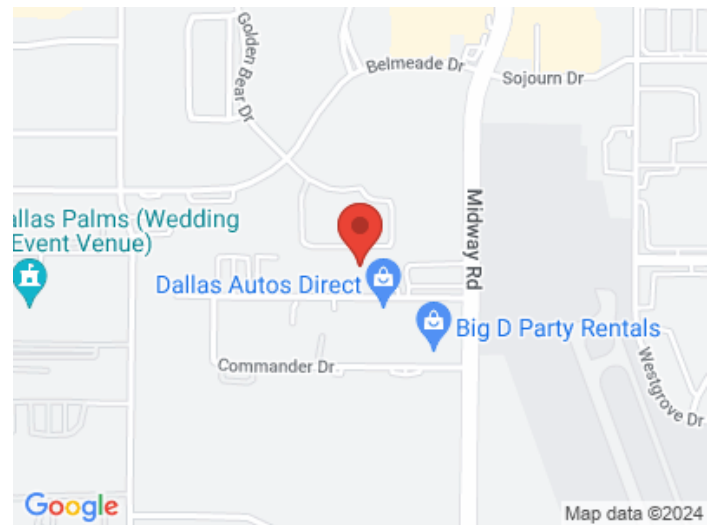 Golden Bear Dr
Belmeade Dr
Sojourn Dr
allas Palms (Wedding
Event Venue)
Midway Rd
Dallas Autos Direct
Big D Party Rentals
Commander Dr
Westgrove Dr
Google
Map data ©2024